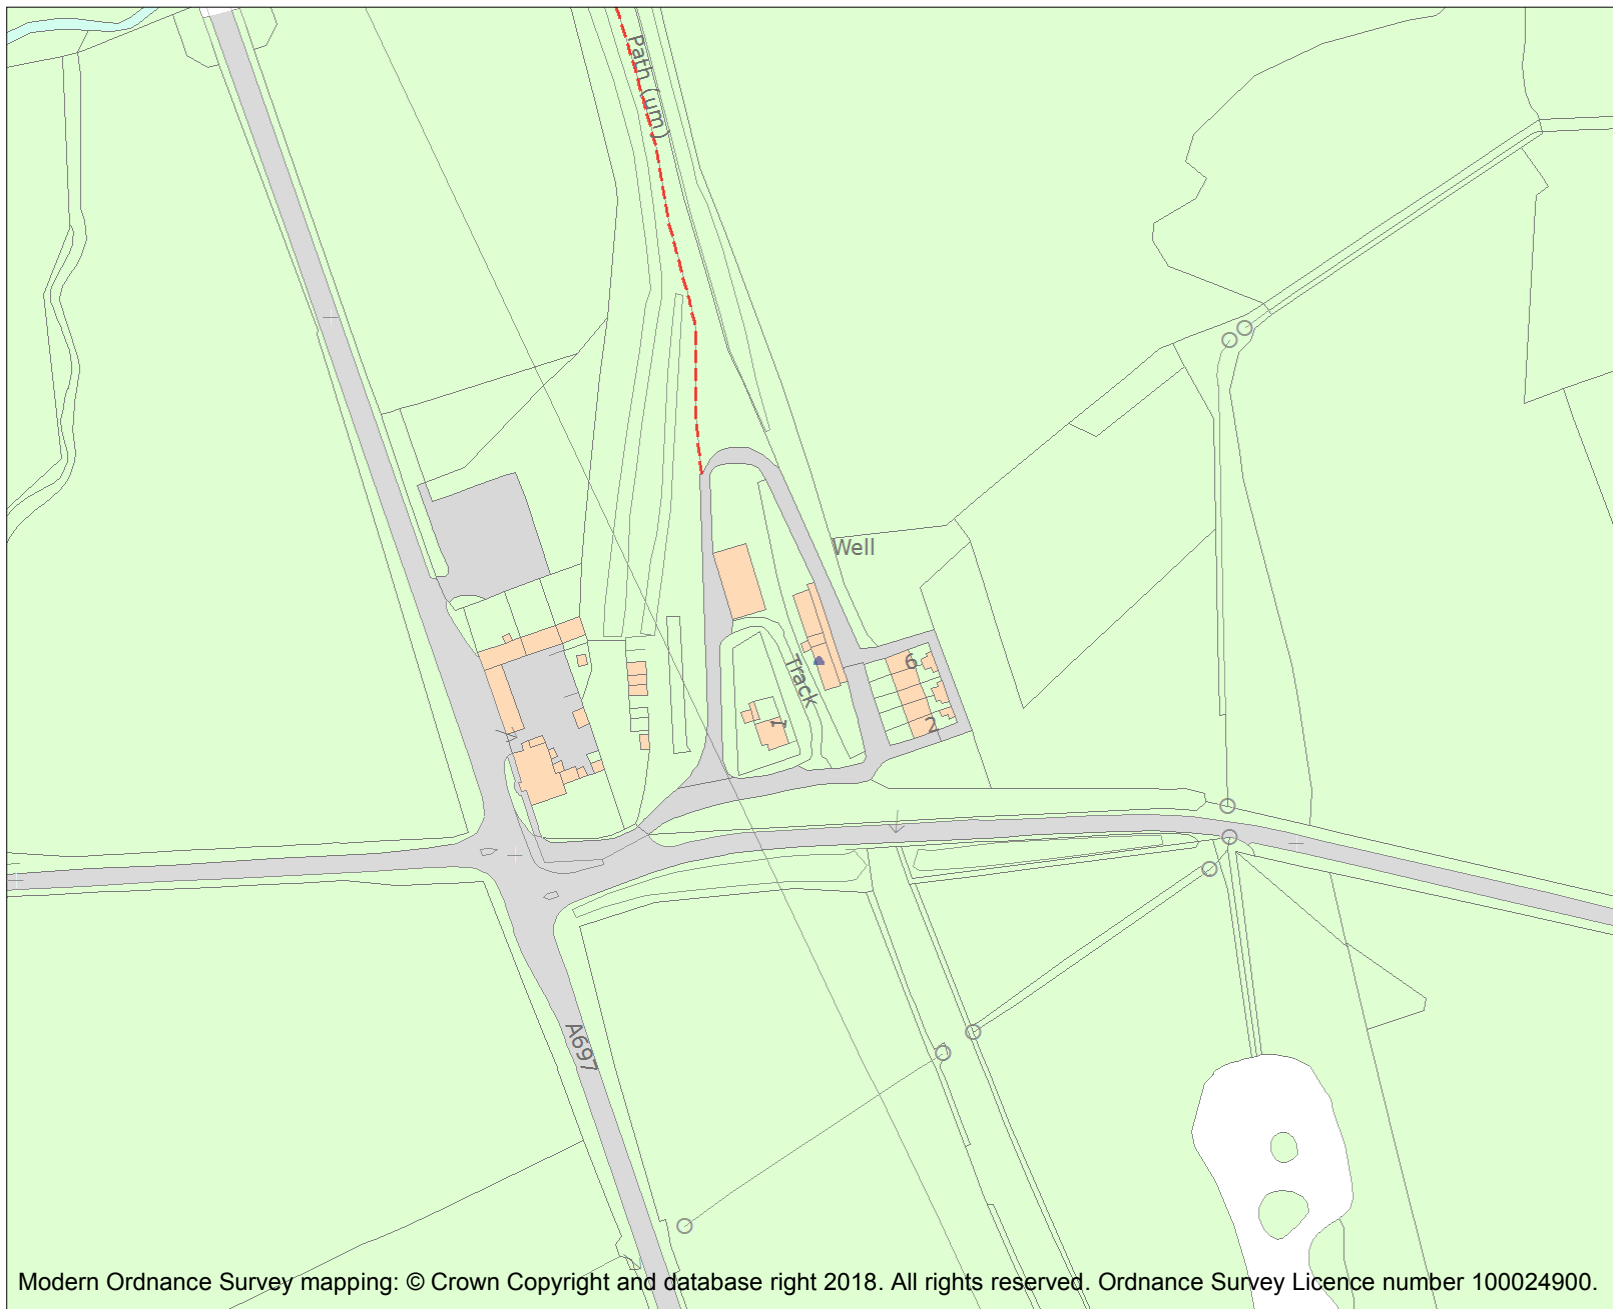 Path (um)
Well
Track
6
1
2
A697
Modern Ordnance Survey mapping: © Crown Copyright and database right 2018. All rights reserved. Ordnance Survey Licence number 100024900.